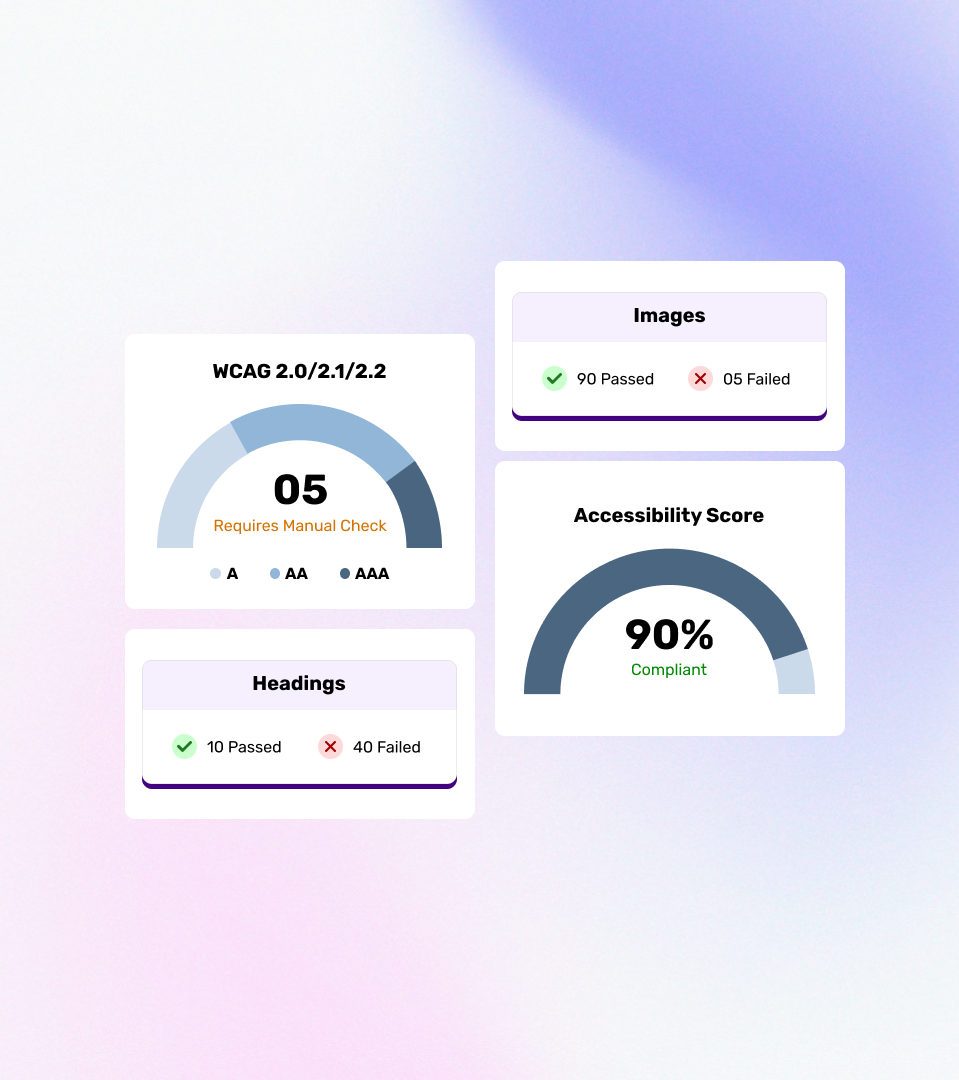 WCAG 2.0/2.1/2.2
05
Requires Manual Check
A AA AAA
Headings
10 Passed 40 Failed
Images
90 Passed 05 Failed
Accessibility Score
90%
Compliant